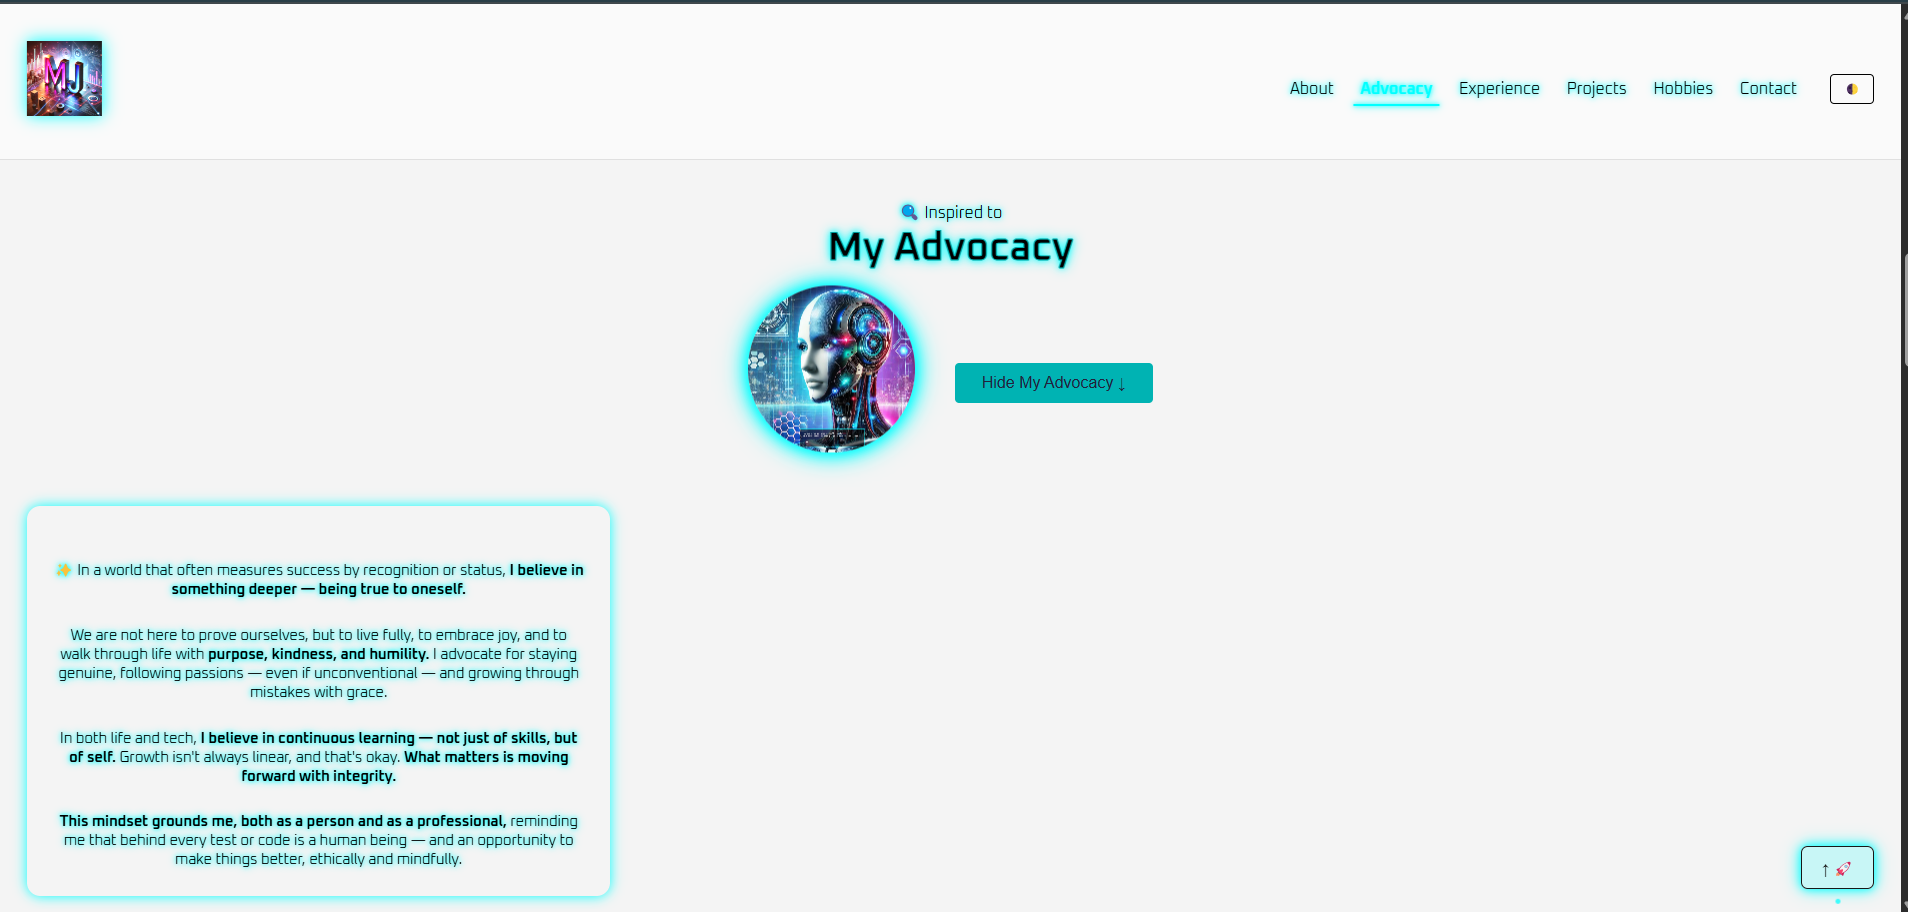 MJ
About Advocacy Experience Projects Hobbies Contact
🔍 Inspired to
My Advocacy
Hide My Advocacy ↓
✨ In a world that often measures success by recognition or status, I believe in
something deeper — being true to oneself.
We are not here to prove ourselves, but to live fully, to embrace joy, and to
walk through life with purpose, kindness, and humility. I advocate for staying
genuine, following passions — even if unconventional — and growing through
mistakes with grace.
In both life and tech, I believe in continuous learning — not just of skills, but
of self. Growth isn't always linear, and that's okay. What matters is moving
forward with integrity.
This mindset grounds me, both as a person and as a professional, reminding
me that behind every test or code is a human being — and an opportunity to
make things better, ethically and mindfully.
↑ 🚀